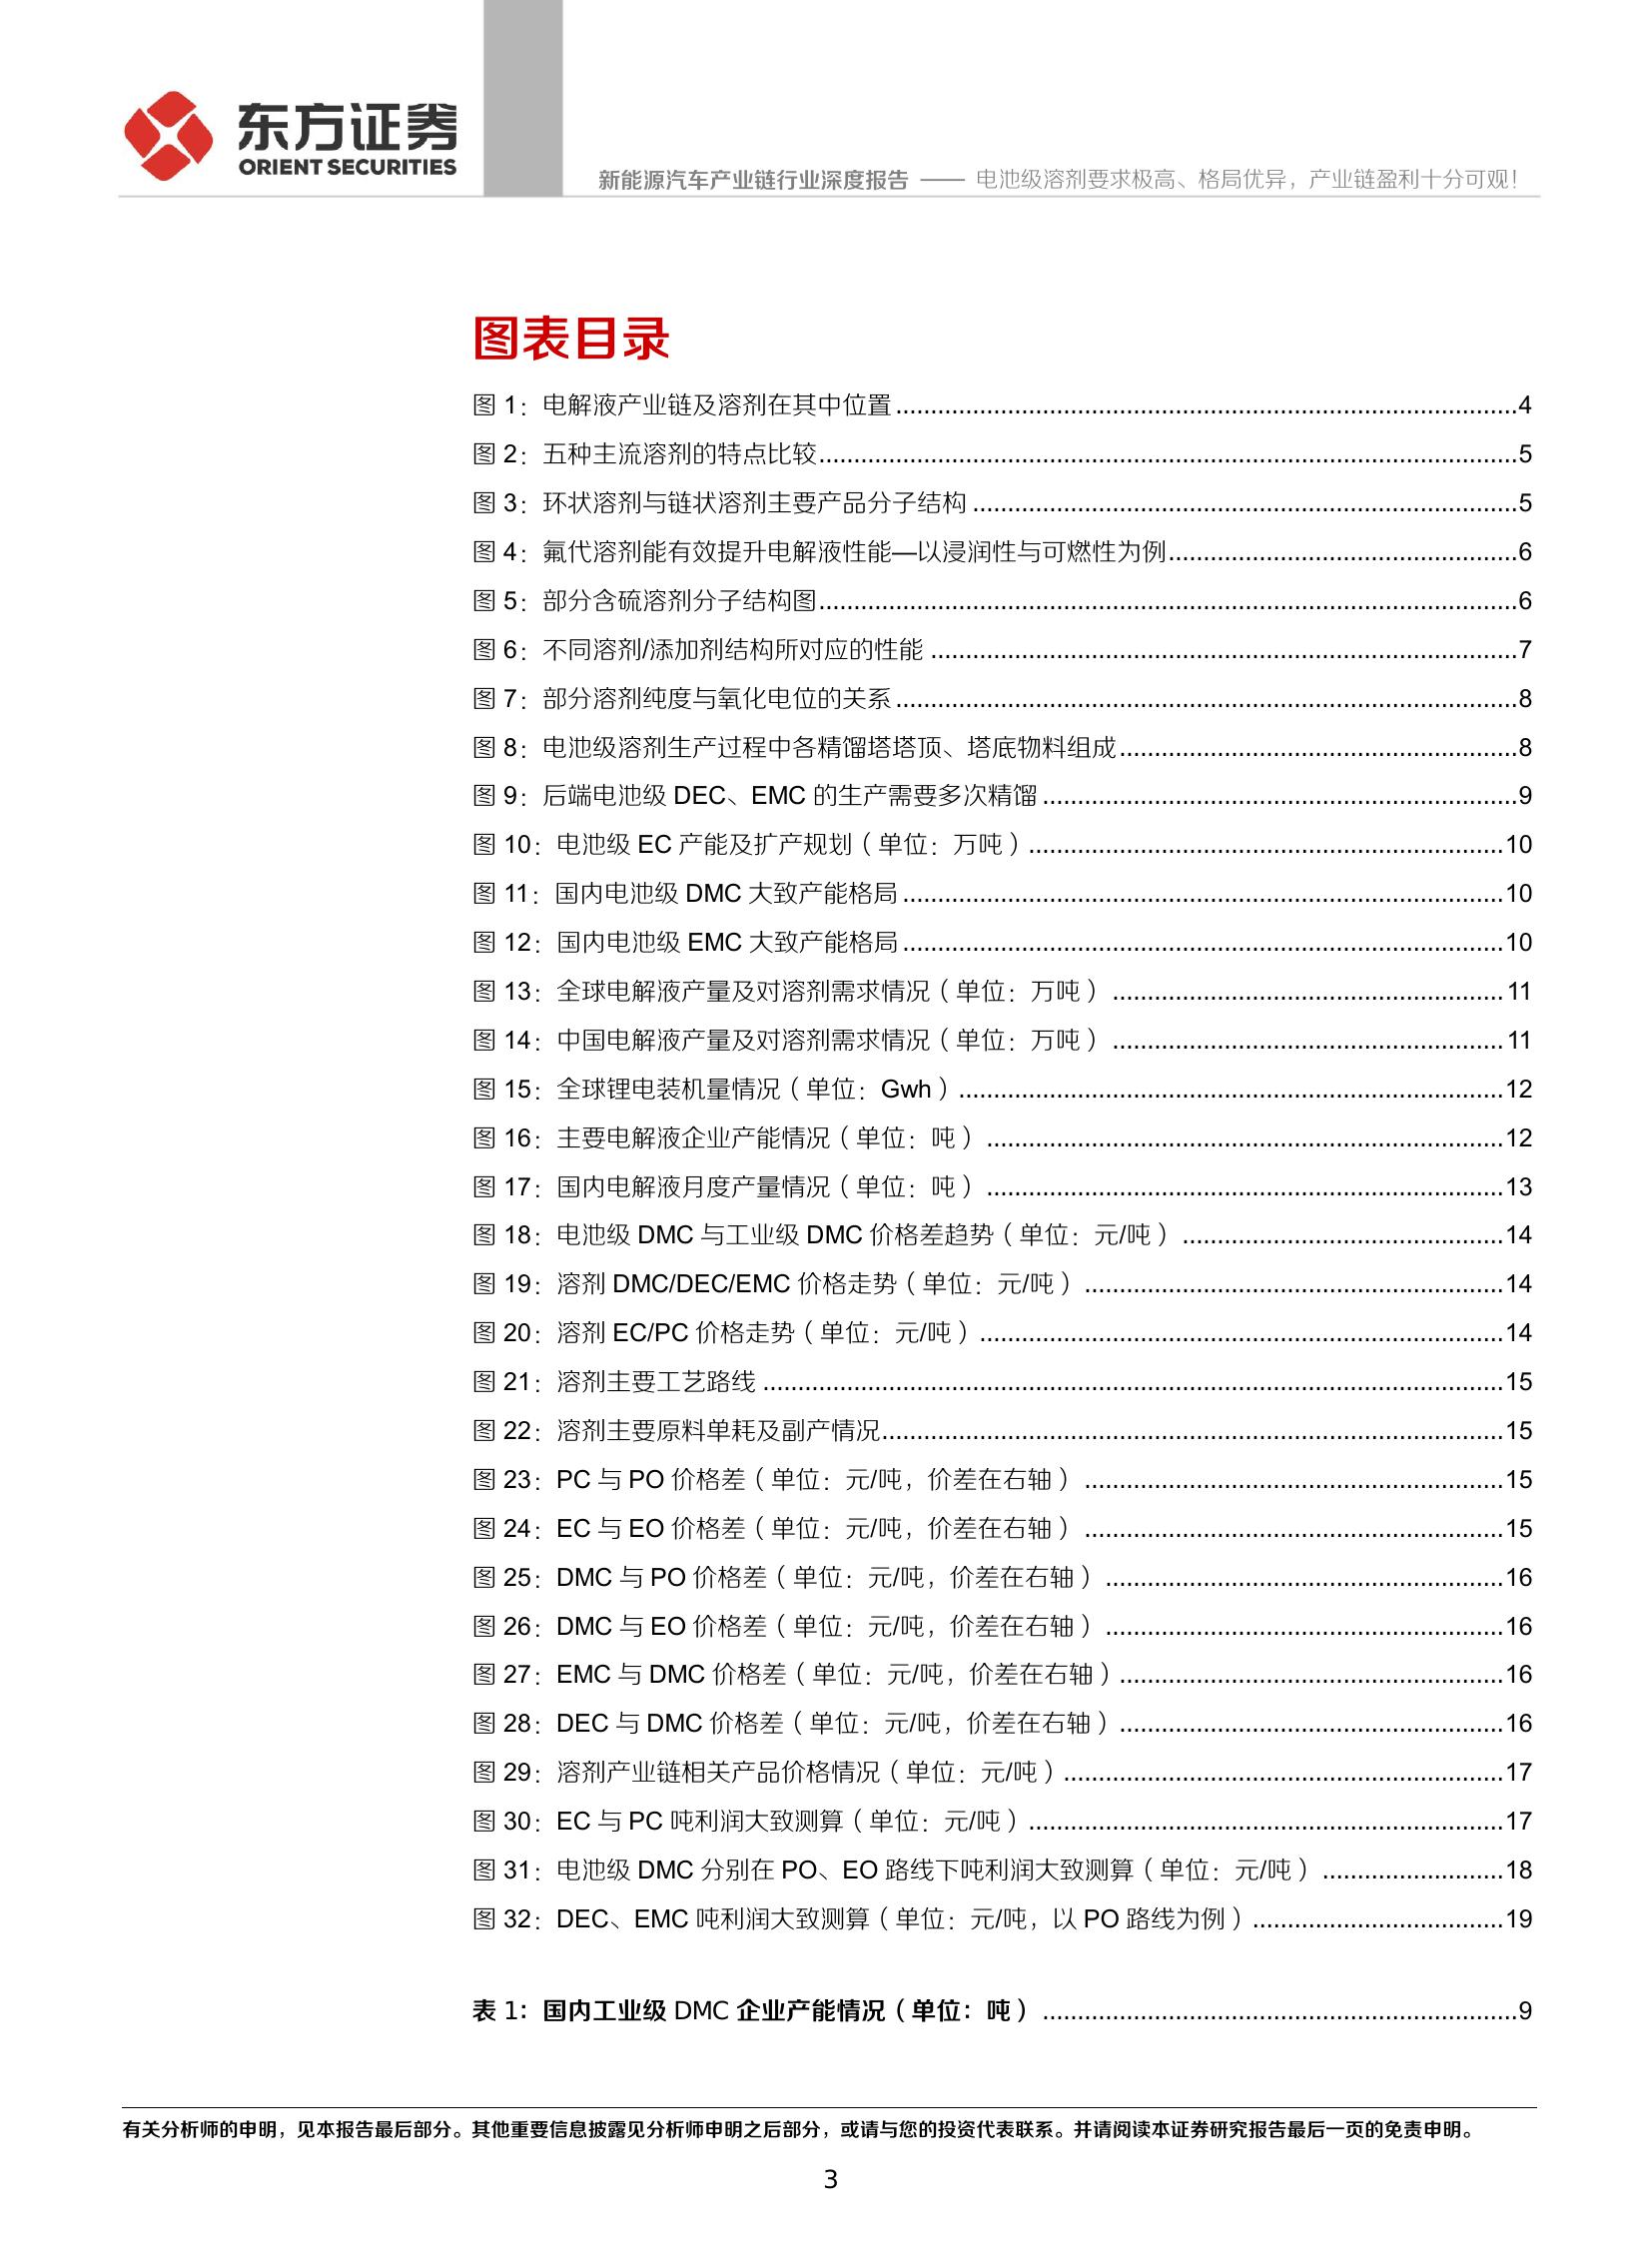 东方证券
ORIENT SECURITIES
新能源汽车产业链行业深度报告 —— 电池级溶剂要求极高、格局优异，产业链盈利十分可观！
图表目录
图 1：电解液产业链及溶剂在其中位置........................................4
图 2：五种主流溶剂的特点比较........................................5
图 3：环状溶剂与链状溶剂主要产品分子结构........................................5
图 4：氟代溶剂能有效提升电解液性能—以浸润性与可燃性为例........................................6
图 5：部分含硫溶剂分子结构图........................................6
图 6：不同溶剂/添加剂结构所对应的性能........................................7
图 7：部分溶剂纯度与氧化电位的关系........................................8
图 8：电池级溶剂生产过程中各精馏塔塔顶、塔底物料组成........................................8
图 9：后端电池级 DEC、EMC 的生产需要多次精馏........................................9
图 10：电池级 EC 产能及扩产规划（单位：万吨）........................................10
图 11：国内电池级 DMC 大致产能格局........................................10
图 12：国内电池级 EMC 大致产能格局........................................10
图 13：全球电解液产量及对溶剂需求情况（单位：万吨）........................................11
图 14：中国电解液产量及对溶剂需求情况（单位：万吨）........................................11
图 15：全球锂电装机量情况（单位：Gwh）........................................12
图 16：主要电解液企业产能情况（单位：吨）........................................12
图 17：国内电解液月度产量情况（单位：吨）........................................13
图 18：电池级 DMC 与工业级 DMC 价格差趋势（单位：元/吨）........................................14
图 19：溶剂 DMC/DEC/EMC 价格走势（单位：元/吨）........................................14
图 20：溶剂 EC/PC 价格走势（单位：元/吨）........................................14
图 21：溶剂主要工艺路线........................................15
图 22：溶剂主要原料单耗及副产情况........................................15
图 23：PC 与 PO 价格差（单位：元/吨，价差在右轴）........................................15
图 24：EC 与 EO 价格差（单位：元/吨，价差在右轴）........................................15
图 25：DMC 与 PO 价格差（单位：元/吨，价差在右轴）........................................16
图 26：DMC 与 EO 价格差（单位：元/吨，价差在右轴）........................................16
图 27：EMC 与 DMC 价格差（单位：元/吨，价差在右轴）........................................16
图 28：DEC 与 DMC 价格差（单位：元/吨，价差在右轴）........................................16
图 29：溶剂产业链相关产品价格情况（单位：元/吨）........................................17
图 30：EC 与 PC 吨利润大致测算（单位：元/吨）........................................17
图 31：电池级 DMC 分别在 PO、EO 路线下吨利润大致测算（单位：元/吨）........................................18
图 32：DEC、EMC 吨利润大致测算（单位：元/吨，以 PO 路线为例）........................................19
表 1：国内工业级 DMC 企业产能情况（单位：吨）........................................9
有关分析师的申明，见本报告最后部分。其他重要信息披露见分析师申明之后部分，或请与您的投资代表联系。并请阅读本证券研究报告最后一页的免责申明。
3